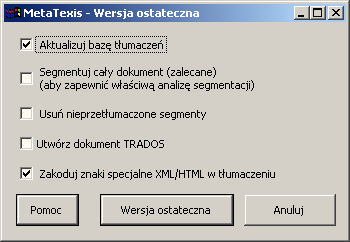 MetaTexis - Wersja ostateczna
Aktualizuj bazę tłumaczeń
Segmentuj cały dokument (zalecane)
(aby zapewnić właściwą analizę segmentacji)
Usuń nieprzetłumaczone segmenty
Utwórz dokument TRADOS
Zakoduj znaki specjalne XML/HTML w tłumaczeniu
Pomoc
Wersja ostateczna
Anuluj